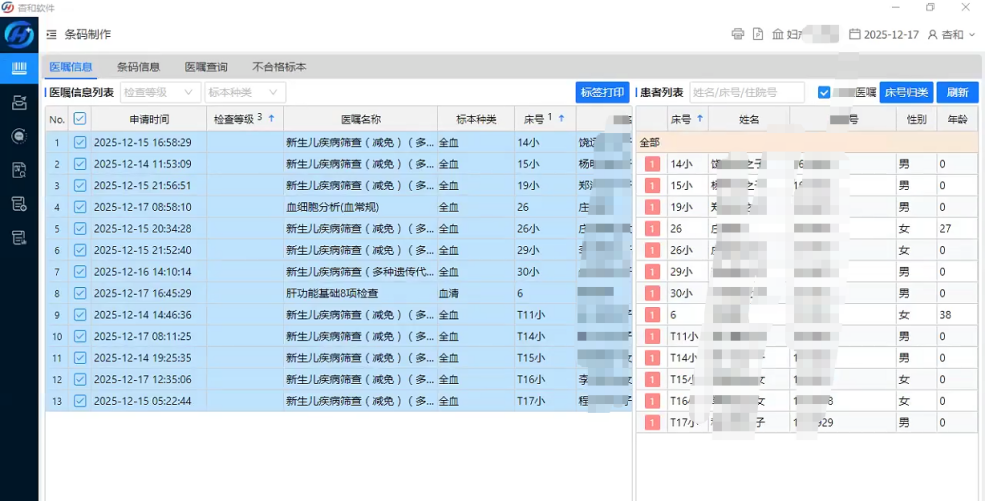 杏和软件
条码制作
妇 2025-12-17 杏和
医嘱信息 条码信息 医嘱查询 不合格标本
医嘱信息列表 检查等级 标本种类 标签打印
No. 申请时间 检查等级 3 医嘱名称 标本种类 床号 1 名
1 2025-12-15 16:58:29 新生儿疾病筛查（减免）（多... 全血 14小 饶
2 2025-12-14 11:53:09 新生儿疾病筛查（减免）（多... 全血 15小 杨
3 2025-12-15 21:56:51 新生儿疾病筛查（减免）（多... 全血 19小 郑
4 2025-12-17 08:58:10 血细胞分析(血常规) 全血 26 庄
5 2025-12-15 20:34:28 新生儿疾病筛查（减免）（多... 全血 26小
6 2025-12-15 21:52:40 新生儿疾病筛查（减免）（多... 全血 29小
7 2025-12-16 14:10:14 新生儿疾病筛查（多种遗传代... 全血 30小
8 2025-12-17 16:45:29 肝功能基础8项检查 血清 6
9 2025-12-14 14:46:36 新生儿疾病筛查（减免）（多... 全血 T11小
10 2025-12-17 08:11:25 新生儿疾病筛查（减免）（多... 全血 T14小
11 2025-12-14 19:25:35 新生儿疾病筛查（减免）（多... 全血 T15小
12 2025-12-17 12:35:06 新生儿疾病筛查（减免）（多... 全血 T16小 李
13 2025-12-15 05:22:44 新生儿疾病筛查（减免）（多... 全血 T17小 程
患者列表 姓名/床号/住院号 医嘱 床号归类 刷新
床号 姓名 号 性别 年龄
全部
1 14小 之子 男 0
1 15小 之子 男 0
1 19小 男 0
1 26 女 27
1 26小 男 0
1 29小 男 0
1 30小 男 0
1 6 女 38
1 T11小 男 0
1 T14小 男 0
1 T15小 女 女 0
1 T16 女 8 女 0
1 T17小 子 929 男 0